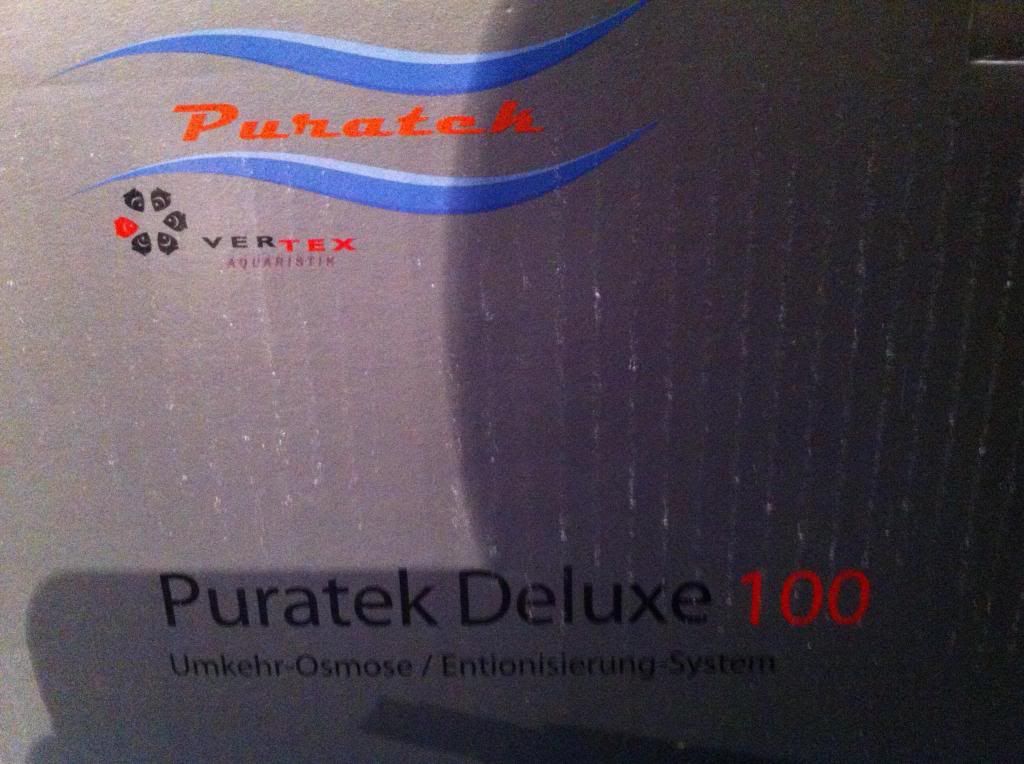 Puratek
VERTEX
AQUARISTIK
Puratek Deluxe 100
Umkehr-Osmose / Entionisierung-System